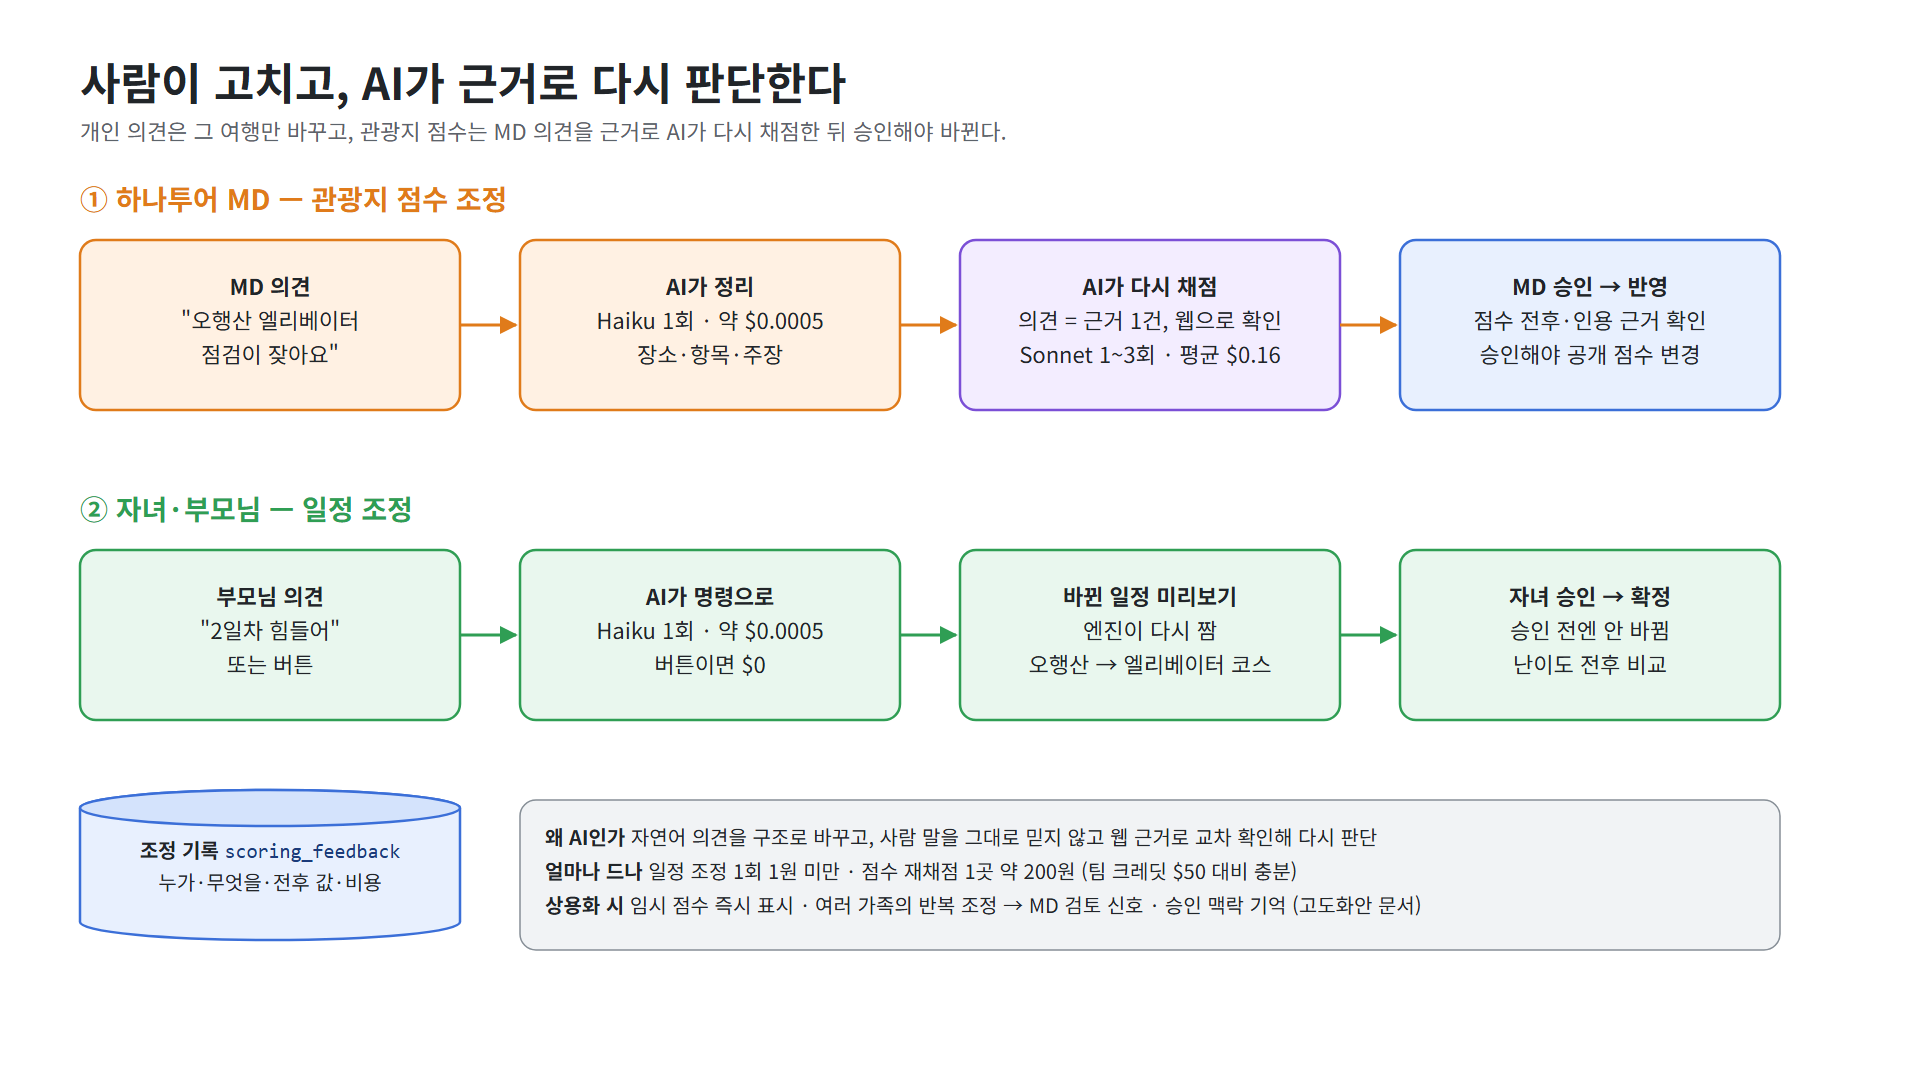 사람이 고치고, AI가 근거로 다시 판단한다
개인 의견은 그 여행만 바꾸고, 관광지 점수는 MD 의견을 근거로 AI가 다시 채점한 뒤 승인해야 바뀐다.
① 하나투어 MD — 관광지 점수 조정
MD 의견
"오행산 엘리베이터
점검이 잦아요"
AI가 정리
Haiku 1회 · 약 $0.0005
장소·항목·주장
AI가 다시 채점
의견 = 근거 1건, 웹으로 확인
Sonnet 1~3회 · 평균 $0.16
MD 승인 → 반영
점수 전후·인용 근거 확인
승인해야 공개 점수 변경
② 자녀·부모님 — 일정 조정
부모님 의견
"2일차 힘들어"
또는 버튼
AI가 명령으로
Haiku 1회 · 약 $0.0005
버튼이면 $0
바뀐 일정 미리보기
엔진이 다시 짬
오행산 → 엘리베이터 코스
자녀 승인 → 확정
승인 전엔 안 바뀜
난이도 전후 비교
조정 기록 scoring_feedback
누가·무엇을·전후 값·비용
왜 AI인가 자연어 의견을 구조로 바꾸고, 사람 말을 그대로 믿지 않고 웹 근거로 교차 확인해 다시 판단
얼마나 드나 일정 조정 1회 1원 미만 · 점수 재채점 1곳 약 200원 (팀 크레딧 $50 대비 충분)
상용화 시 임시 점수 즉시 표시 · 여러 가족의 반복 조정 → MD 검토 신호 · 승인 맥락 기억 (고도화안 문서)